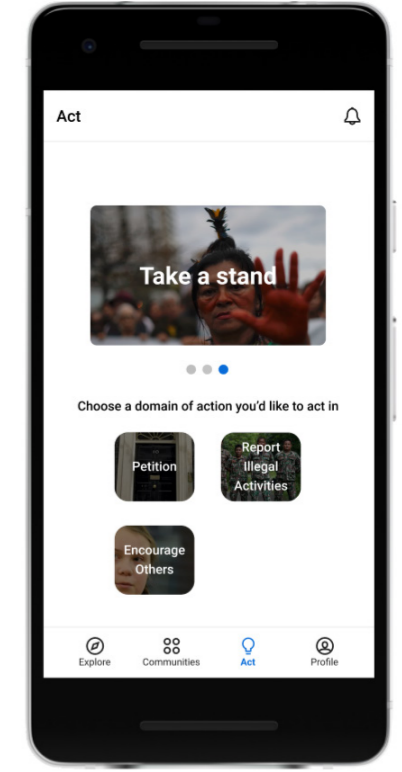 Act
Take a stand
Choose a domain of action you'd like to act in
Petition
Report
Illegal
Activities
Encourage
Others
Explore
Communities
Act
Profile